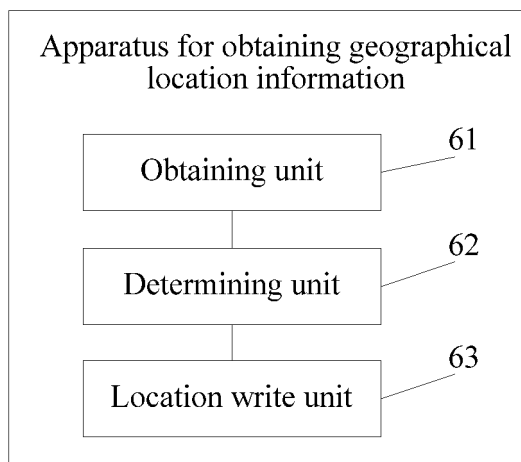 Apparatus for obtaining geographical
location information
61
Obtaining unit
62
Determining unit
63
Location write unit